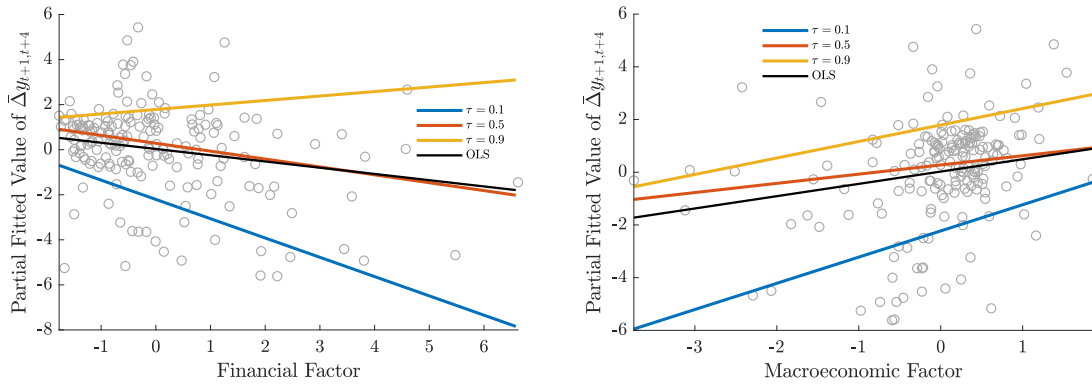 Partial Fitted Value of Δ̄y_{t+1,t+4}
6
4
2
0
-2
-4
-6
-8
τ = 0.1
τ = 0.5
τ = 0.9
OLS
-1 0 1 2 3 4 5 6
Financial Factor
Partial Fitted Value of Δ̄y_{t+1,t+4}
6
4
2
0
-2
-4
-6
τ = 0.1
τ = 0.5
τ = 0.9
OLS
-3 -2 -1 0 1
Macroeconomic Factor